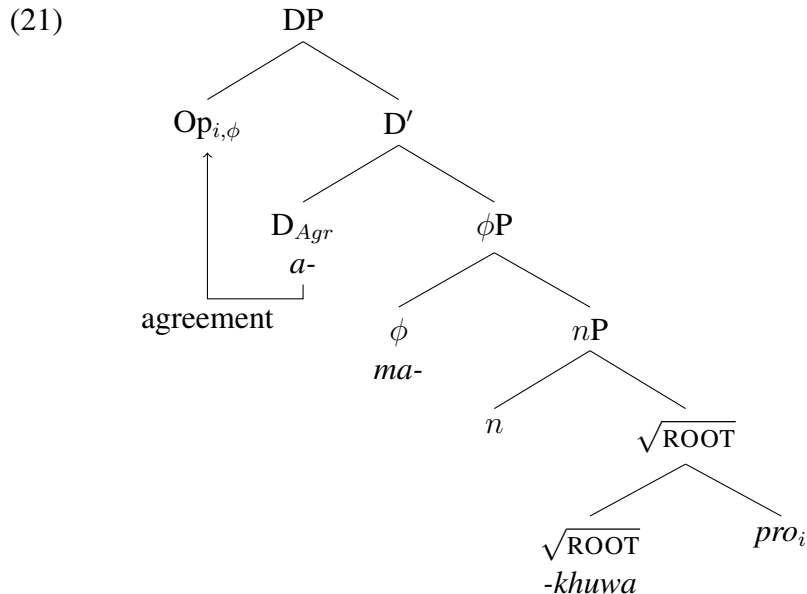 (21) DP
Op_{i,ϕ} D′
D_{Agr} ϕP
a-
agreement ϕ nP
ma-
n √ROOT
√ROOT pro_i
-khuwa